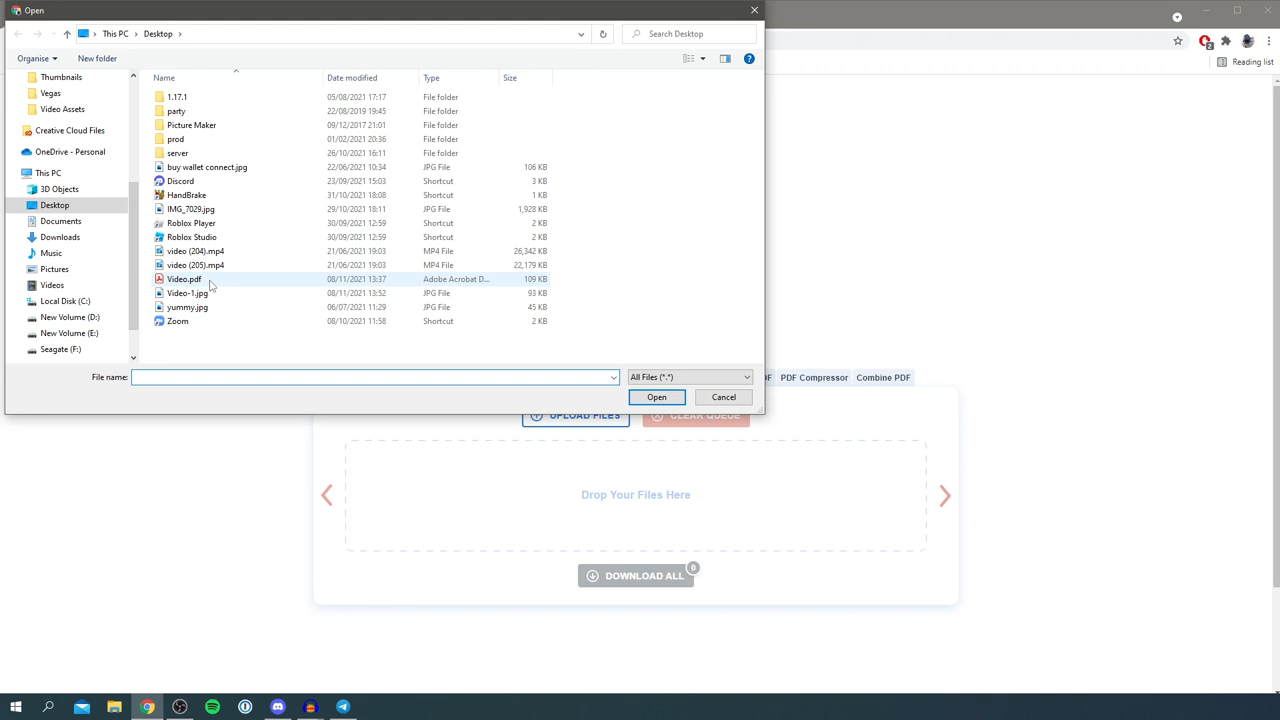 Open
This PC
Desktop
Search Desktop
Organise
New folder
Reading list
Name
Date modified
Type
Size
Thumbnails
Vegas
Video Assets
Creative Cloud Files
OneDrive - Personal
This PC
3D Objects
Desktop
Documents
Downloads
Music
Pictures
Videos
Local Disk (C:)
New Volume (D:)
New Volume (E:)
Seagate (F:)
1.17.1 05/08/2021 17:17 File folder
party 22/08/2019 19:45 File folder
Picture Maker 09/12/2017 21:01 File folder
prod 01/02/2021 20:36 File folder
server 26/10/2021 16:11 File folder
buy wallet connect.jpg 22/06/2021 10:34 JPG File 106 KB
Discord 23/09/2021 15:03 Shortcut 3 KB
HandBrake 31/10/2021 18:08 Shortcut 1 KB
IMG_7029.jpg 29/10/2021 18:11 JPG File 1,928 KB
Roblox Player 30/09/2021 12:59 Shortcut 2 KB
Roblox Studio 30/09/2021 12:59 Shortcut 2 KB
video (204).mp4 21/06/2021 19:03 MP4 File 26,342 KB
video (205).mp4 21/06/2021 19:03 MP4 File 22,179 KB
Video.pdf 08/11/2021 13:37 Adobe Acrobat D... 109 KB
Video-1.jpg 08/11/2021 13:52 JPG File 93 KB
yummy.jpg 06/07/2021 11:29 JPG File 45 KB
Zoom 08/10/2021 11:58 Shortcut 2 KB
File name:
All Files (*.*)
Open
Cancel
DF
PDF Compressor
Combine PDF
UPLOAD FILES
CLEAR QUEUE
Drop Your Files Here
DOWNLOAD ALL
0
2